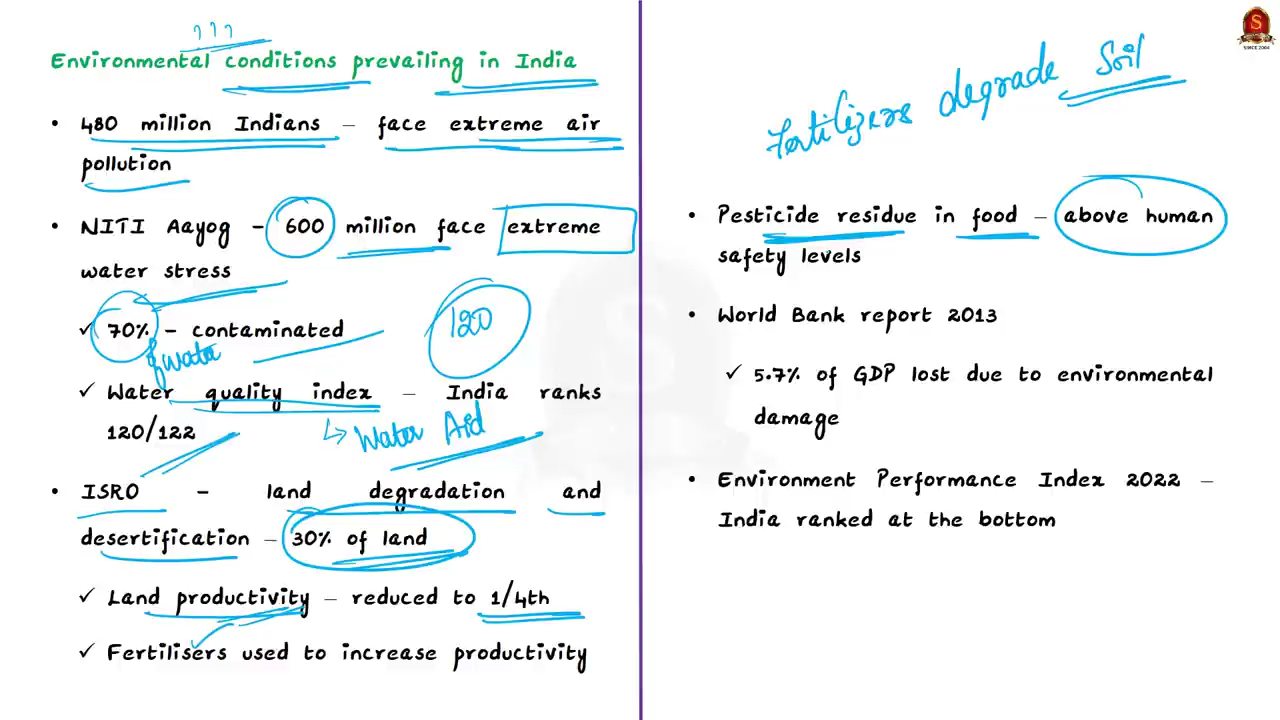 Environmental conditions prevailing in India
• 480 million Indians – face extreme air
pollution
• NITI Aayog - 600 million face extreme
water stress
✓ 70% - contaminated
of water
120
✓ Water quality index – India ranks
120/122
↳ Water Aid
• ISRO - land degradation and
desertification – 30% of land
✓ Land productivity – reduced to 1/4th
✓ Fertilisers used to increase productivity
Fertilizers degrade Soil
• Pesticide residue in food – above human
safety levels
• World Bank report 2013
✓ 5.7% of GDP lost due to environmental
damage
• Environment Performance Index 2022 –
India ranked at the bottom
S
SINCE 2004